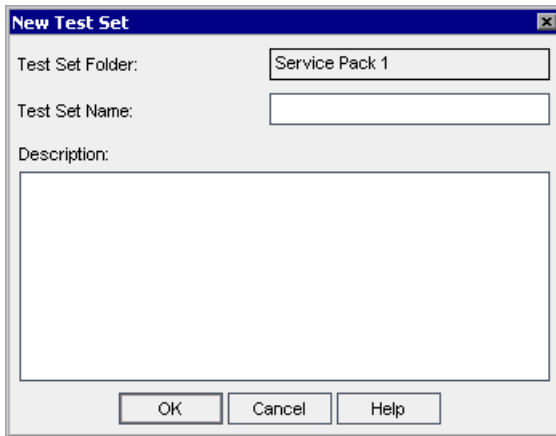 New Test Set
Test Set Folder: Service Pack 1
Test Set Name:
Description:
OK Cancel Help